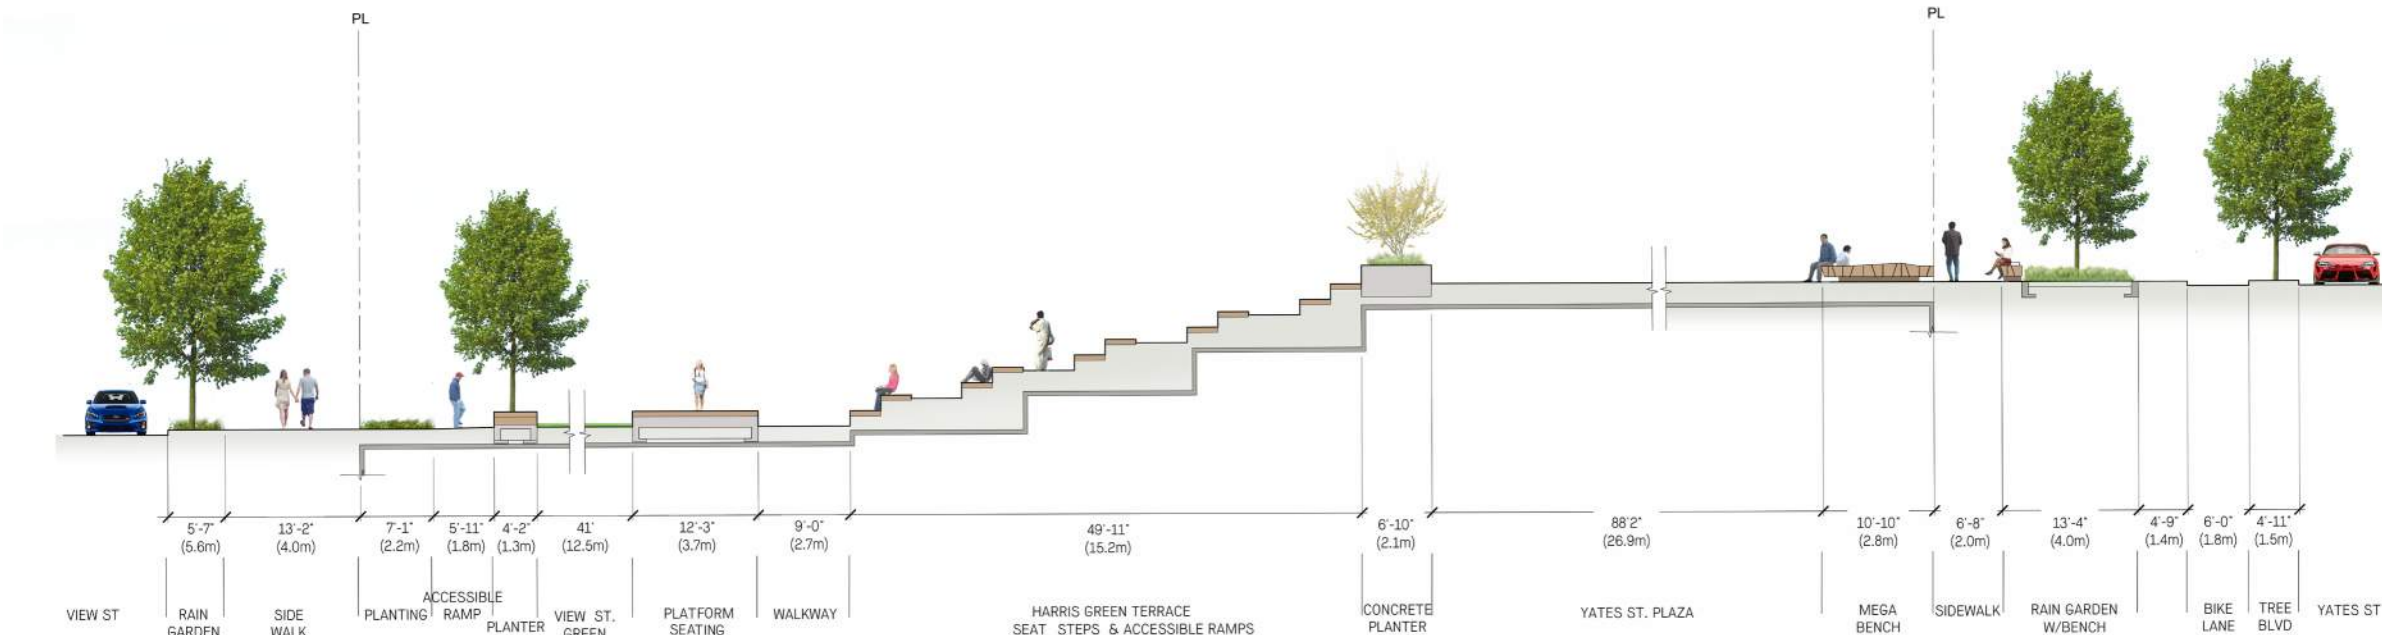 PL
PL
5'-7"
(5.6m)
13'-2"
(4.0m)
7'-1"
(2.2m)
5'-11"
(1.8m)
4'-2"
(1.3m)
41'
(12.5m)
12'-3"
(3.7m)
9'-0"
(2.7m)
49'-11"
(15.2m)
6'-10"
(2.1m)
88'2"
(26.9m)
10'-10"
(2.8m)
6'-8"
(2.0m)
13'-4"
(4.0m)
4'-9"
(1.4m)
6'-0"
(1.8m)
4'-11"
(1.5m)
VIEW ST
RAIN
GARDEN
SIDE
WALK
PLANTING
ACCESSIBLE
RAMP
PLANTER
VIEW ST.
GREEN
PLATFORM
SEATING
WALKWAY
HARRIS GREEN TERRACE
SEAT STEPS & ACCESSIBLE RAMPS
CONCRETE
PLANTER
YATES ST. PLAZA
MEGA
BENCH
SIDEWALK
RAIN GARDEN
W/BENCH
BIKE
LANE
TREE
BLVD
YATES ST